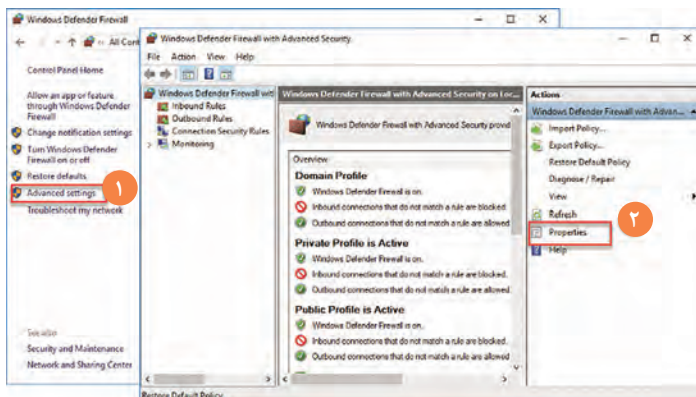 Windows Defender Firewall
All Cont
Control Panel Home
Allow an app or feature
through Windows Defender
Firewall
Change notification settings
Turn Windows Defender
Firewall on or off
Restore defaults
Advanced settings
۱
Troubleshoot my network
See also
Security and Maintenance
Network and Sharing Center
Windows Defender Firewall with Advanced Security
File Action View Help
Windows Defender Firewall wit
Inbound Rules
Outbound Rules
Connection Security Rules
Monitoring
Windows Defender Firewall with Advanced Security on Loc...
Windows Defender Firewall with Advanced Security provid
Overview
Domain Profile
Windows Defender Firewall is on.
Inbound connections that do not match a rule are blocked.
Outbound connections that do not match a rule are allowed
Private Profile is Active
Windows Defender Firewall is on.
Inbound connections that do not match a rule are blocked.
Outbound connections that do not match a rule are allowed
Public Profile is Active
Windows Defender Firewall is on.
Inbound connections that do not match a rule are blocked.
Outbound connections that do not match a rule are allowed
Actions
Windows Defender Firewall with Advan...
Import Policy...
Export Policy...
Restore Default Policy
Diagnose / Repair
View
Refresh
Properties
۲
Help
Restore Default Policy